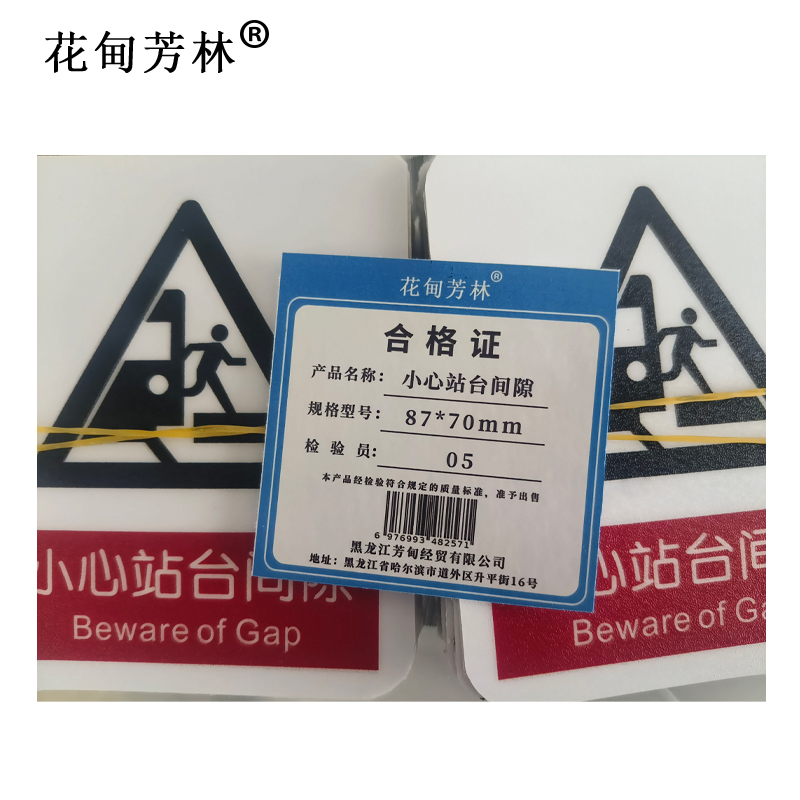 花甸芳林®
花甸芳林®
合格证
产品名称： 小心站台间隙
规格型号： 87*70mm
检 验 员： 05
本产品经检验符合规定的质量标准，准予出售
6 976993 482571
黑龙江芳甸经贸有限公司
地址：黑龙江省哈尔滨市道外区升平街16号
小心站台间隙
Beware of Gap
心站台间
Beware of Ga